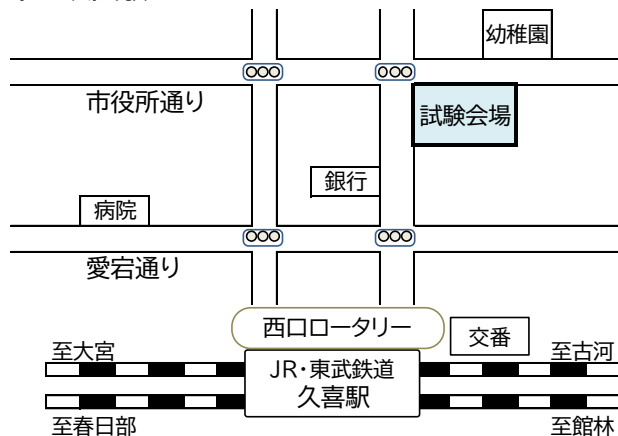 幼稚園
市役所通り
試験会場
銀行
病院
愛宕通り
西口ロータリー
交番
至大宮
至古河
JR・東武鉄道
久喜駅
至春日部
至館林